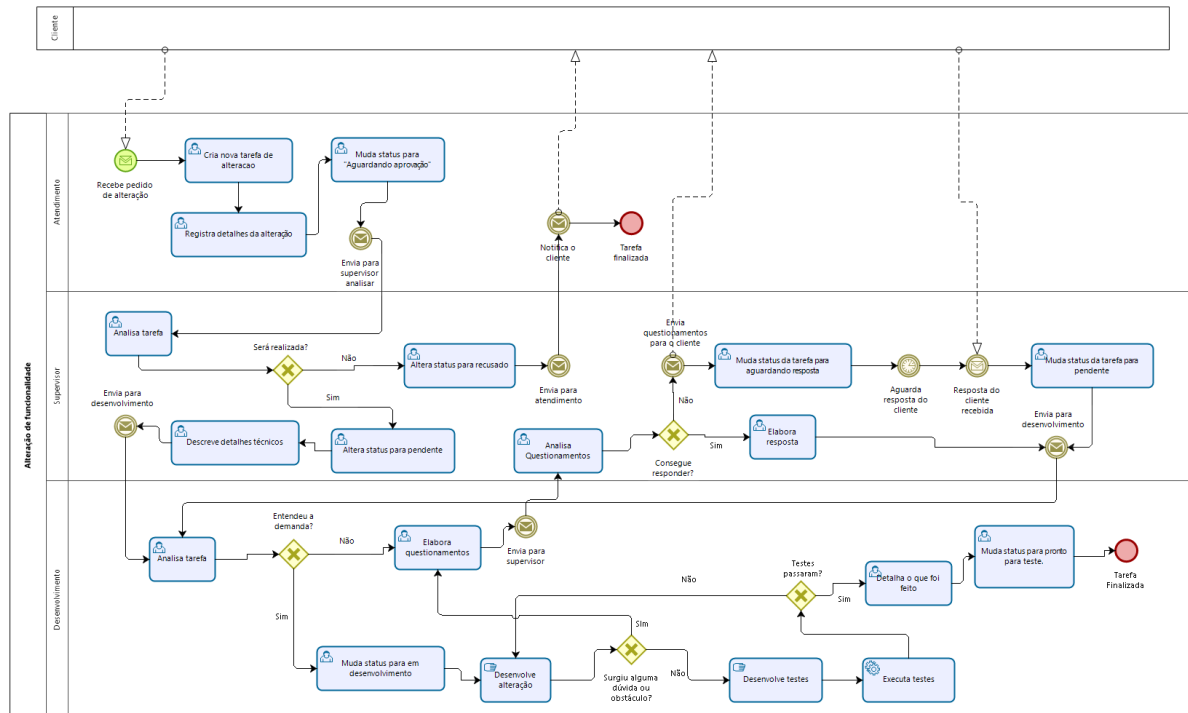 Cliente
Alteração de funcionalidade
Atendimento
Recebe pedido
de alteração
Cria nova tarefa de
alteracao
Registra detalhes da alteração
Muda status para
"Aguardando aprovação"
Envia para
supervisor
analisar
Notifica o
cliente
Tarefa
finalizada
Supervisor
Analisa tarefa
Será realizada?
Não
Sim
Altera status para recusado
Envia para
atendimento
Altera status para pendente
Descreve detalhes técnicos
Envia para
desenvolvimento
Analisa
Questionamentos
Consegue
responder?
Não
Sim
Envia
questionamentos
para o cliente
Muda status da tarefa para
aguardando resposta
Aguarda
resposta do
cliente
Resposta do
cliente
recebida
Muda status da tarefa para
pendente
Elabora
resposta
Envia para
desenvolvimento
Desenvolvimento
Analisa tarefa
Entendeu a
demanda?
Não
Sim
Elabora
questionamentos
Envia para
supervisor
Muda status para em
desenvolvimento
Desenvolve
alteração
Surgiu alguma
dúvida ou
obstáculo?
SIm
Não
Desenvolve testes
Executa testes
Testes
passaram?
Não
Sim
Detalha o que foi
feito
Muda status para pronto
para teste.
Tarefa
Finalizada